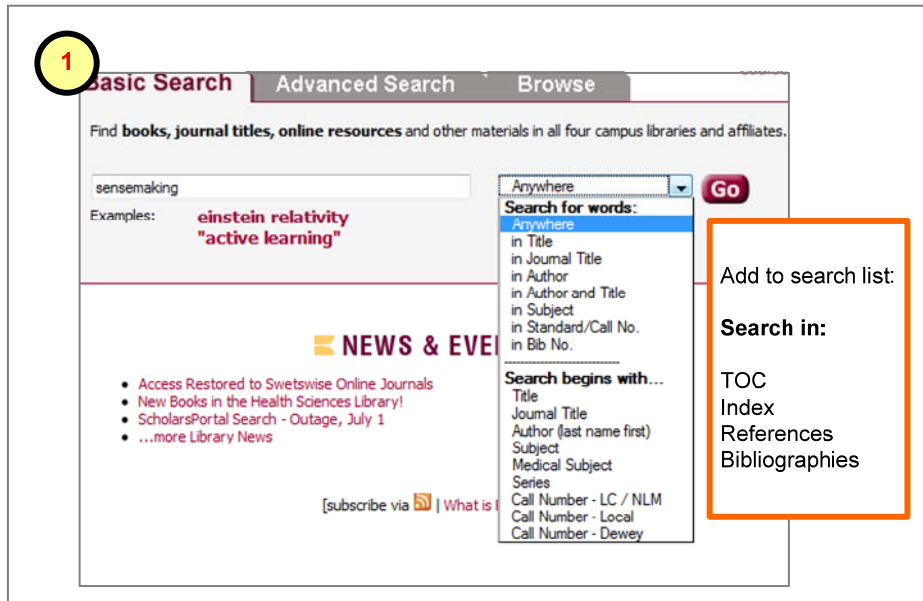 1
Basic Search
Advanced Search
Browse
Find books, journal titles, online resources and other materials in all four campus libraries and affiliates.
sensemaking
Anywhere
Go
Examples:
einstein relativity
"active learning"
Search for words:
Anywhere
in Title
in Journal Title
in Author
in Author and Title
in Subject
in Standard/Call No.
in Bib No.
----------------------------
Search begins with...
Title
Journal Title
Author (last name first)
Subject
Medical Subject
Series
Call Number - LC / NLM
Call Number - Local
Call Number - Dewey
Add to search list:
Search in:
TOC
Index
References
Bibliographies
NEWS & EVE
• Access Restored to Swetswise Online Journals
• New Books in the Health Sciences Library!
• ScholarsPortal Search - Outage, July 1
• ...more Library News
[subscribe via | What is